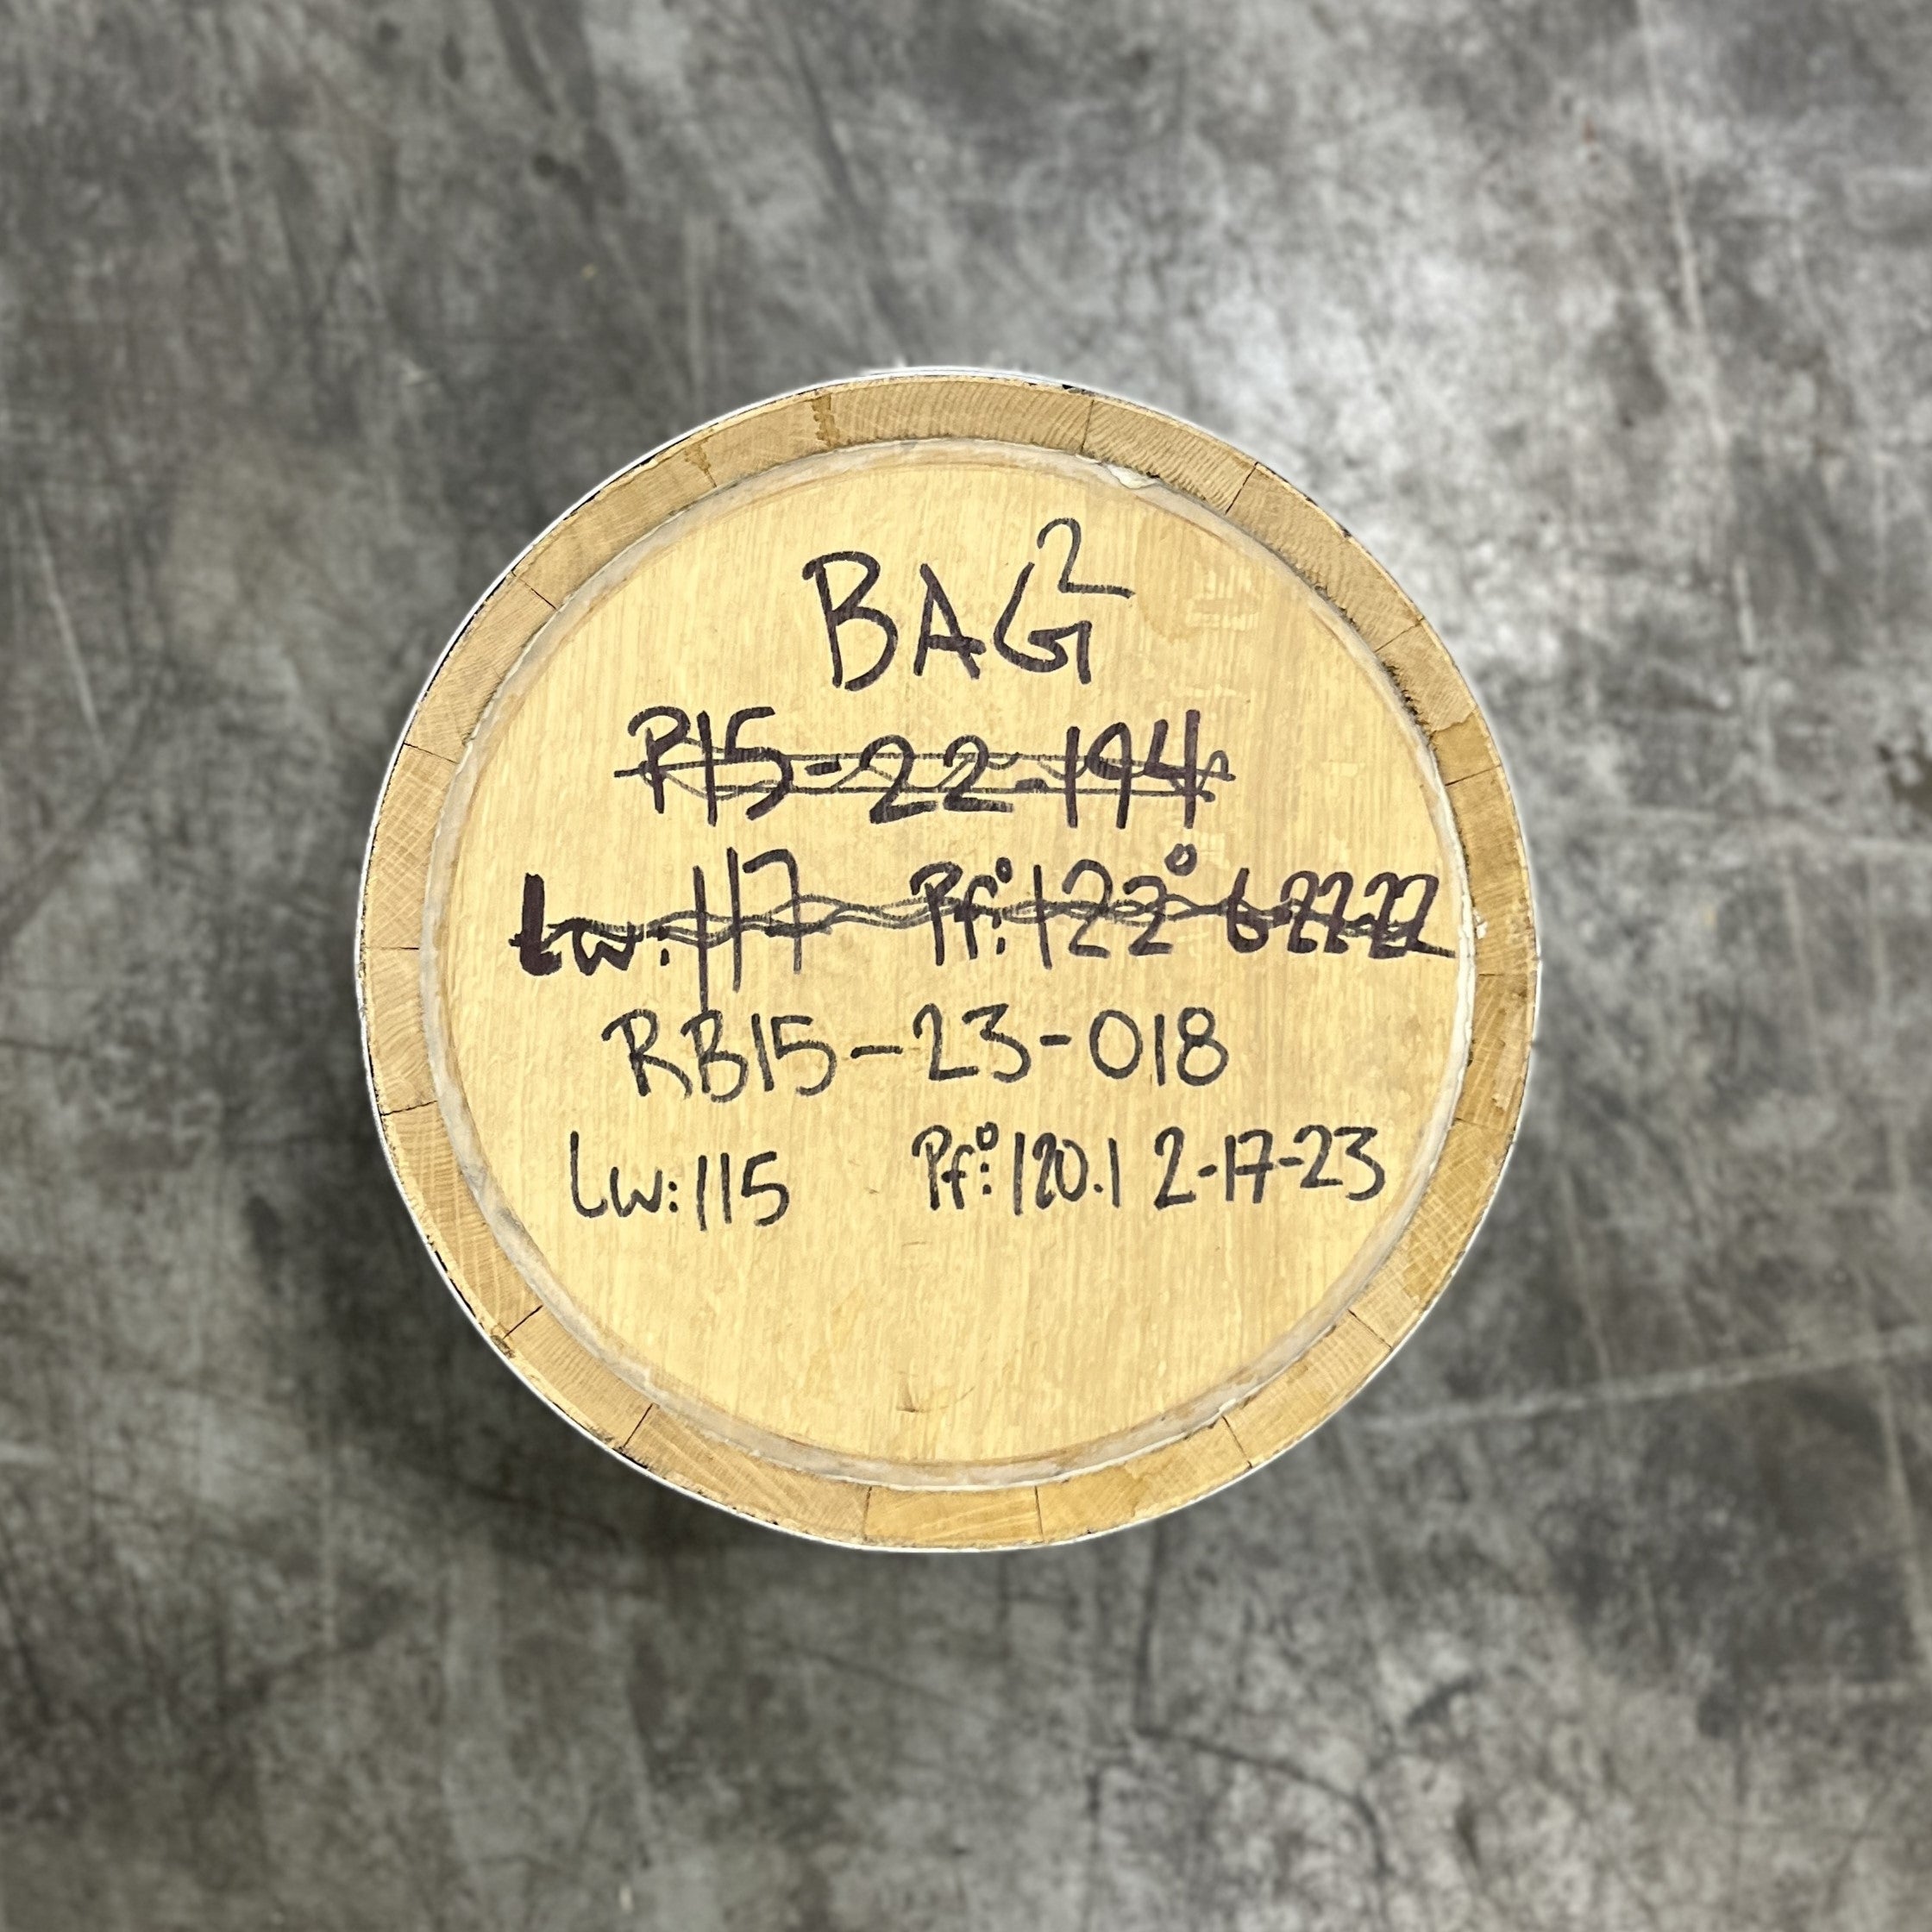 BAG²
R15-22-194
Lw:117 Pf°:122° 6-22-22
RB15-23-018
Lw:115 Pf°:120.1 2-17-23